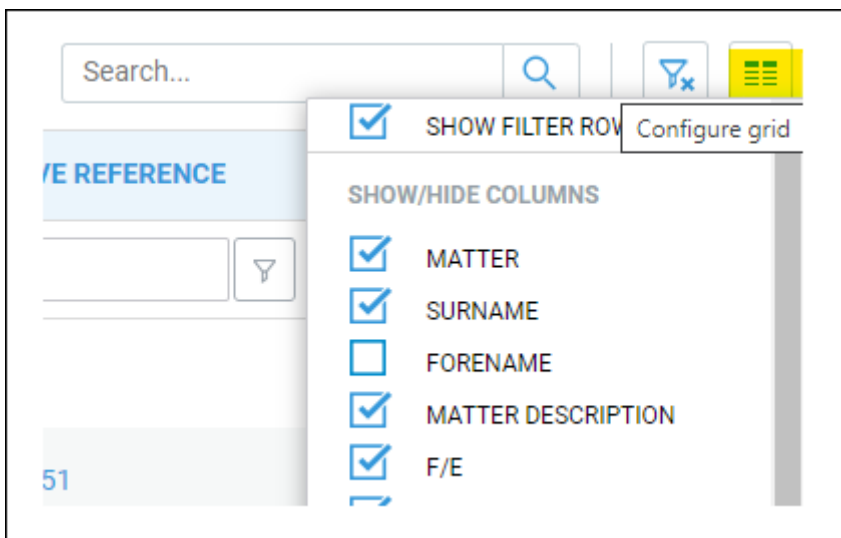 Search...
SHOW FILTER ROW
Configure grid
VE REFERENCE
SHOW/HIDE COLUMNS
MATTER
SURNAME
FORENAME
MATTER DESCRIPTION
51
F/E